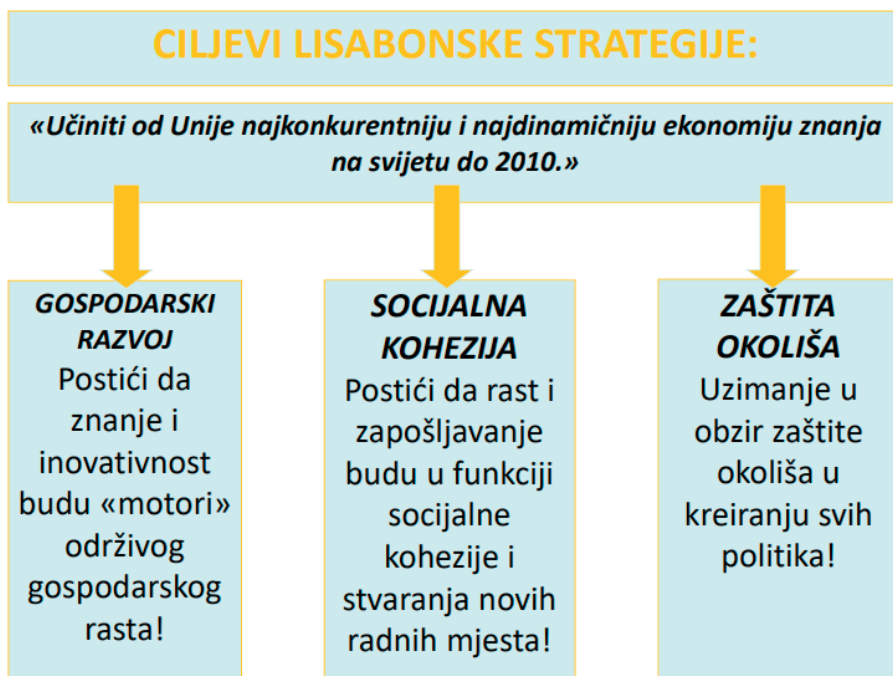 CILJEVI LISABONSKE STRATEGIJE:
«Učiniti od Unije najkonkurentniju i najdinamičniju ekonomiju znanja
na svijetu do 2010.»
GOSPODARSKI
RAZVOJ
Postići da
znanje i
inovativnost
budu «motori»
održivog
gospodarskog
rasta!
SOCIJALNA
KOHEZIJA
Postići da rast i
zapošljavanje
budu u funkciji
socijalne
kohezije i
stvaranja novih
radnih mjesta!
ZAŠTITA
OKOLIŠA
Uzimanje u
obzir zaštite
okoliša u
kreiranju svih
politika!